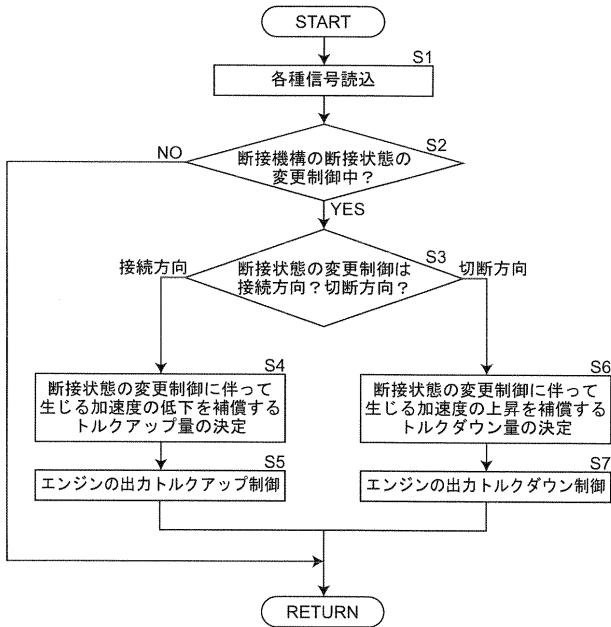 START
S1
各種信号読込
S2
NO
断接機構の断接状態の
変更制御中？
YES
S3
接続方向
断接状態の変更制御は
接続方向？切断方向？
切断方向
S4
断接状態の変更制御に伴って
生じる加速度の低下を補償する
トルクアップ量の決定
S6
断接状態の変更制御に伴って
生じる加速度の上昇を補償する
トルクダウン量の決定
S5
エンジンの出力トルクアップ制御
S7
エンジンの出力トルクダウン制御
RETURN